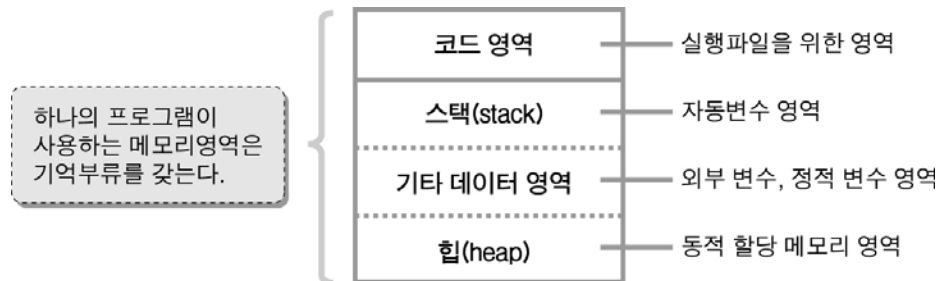 하나의 프로그램이
사용하는 메모리영역은
기억부류를 갖는다.
코드 영역
실행파일을 위한 영역
스택(stack)
자동변수 영역
기타 데이터 영역
외부 변수, 정적 변수 영역
힙(heap)
동적 할당 메모리 영역